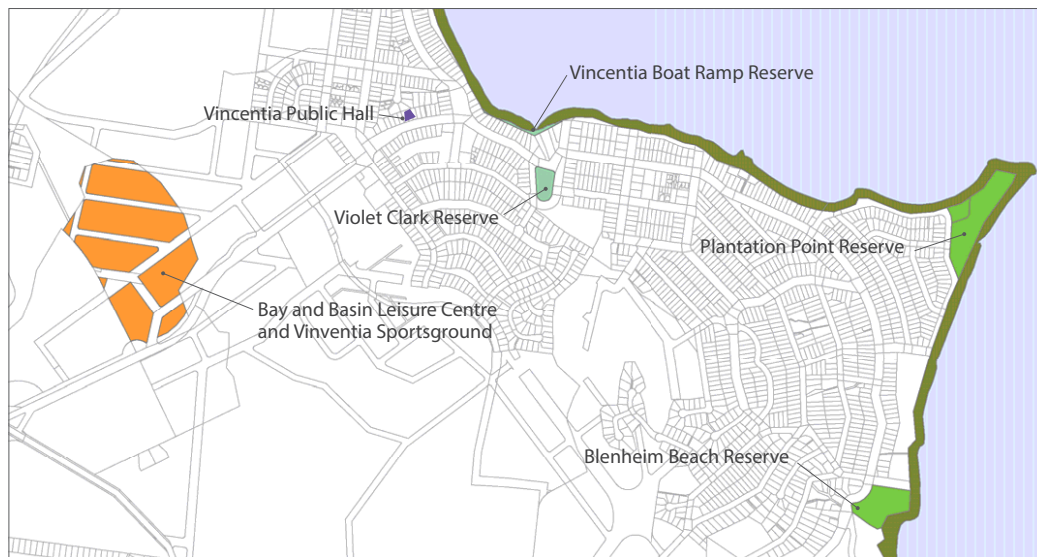 Vincentia Boat Ramp Reserve
Vincentia Public Hall
Violet Clark Reserve
Plantation Point Reserve
Bay and Basin Leisure Centre
and Vinventia Sportsground
Blenheim Beach Reserve